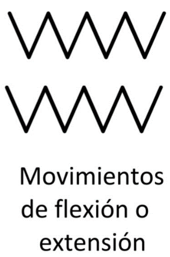 Movimientos
de flexión o
extensión